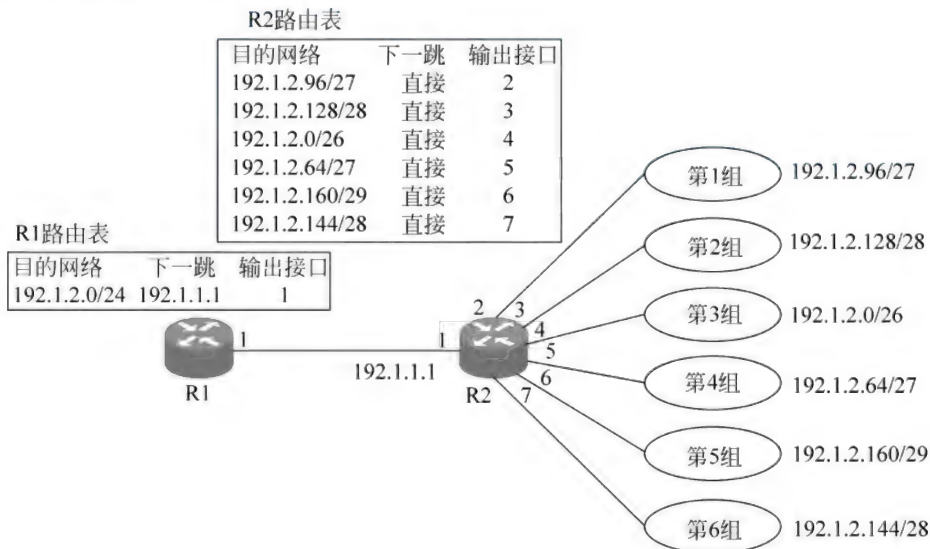 R2路由表
目的网络 下一跳 输出接口
192.1.2.96/27 直接 2
192.1.2.128/28 直接 3
192.1.2.0/26 直接 4
192.1.2.64/27 直接 5
192.1.2.160/29 直接 6
192.1.2.144/28 直接 7
R1路由表
目的网络 下一跳 输出接口
192.1.2.0/24 192.1.1.1 1
R1
1
1
192.1.1.1
R2
2
3
4
5
6
7
第1组 192.1.2.96/27
第2组 192.1.2.128/28
第3组 192.1.2.0/26
第4组 192.1.2.64/27
第5组 192.1.2.160/29
第6组 192.1.2.144/28